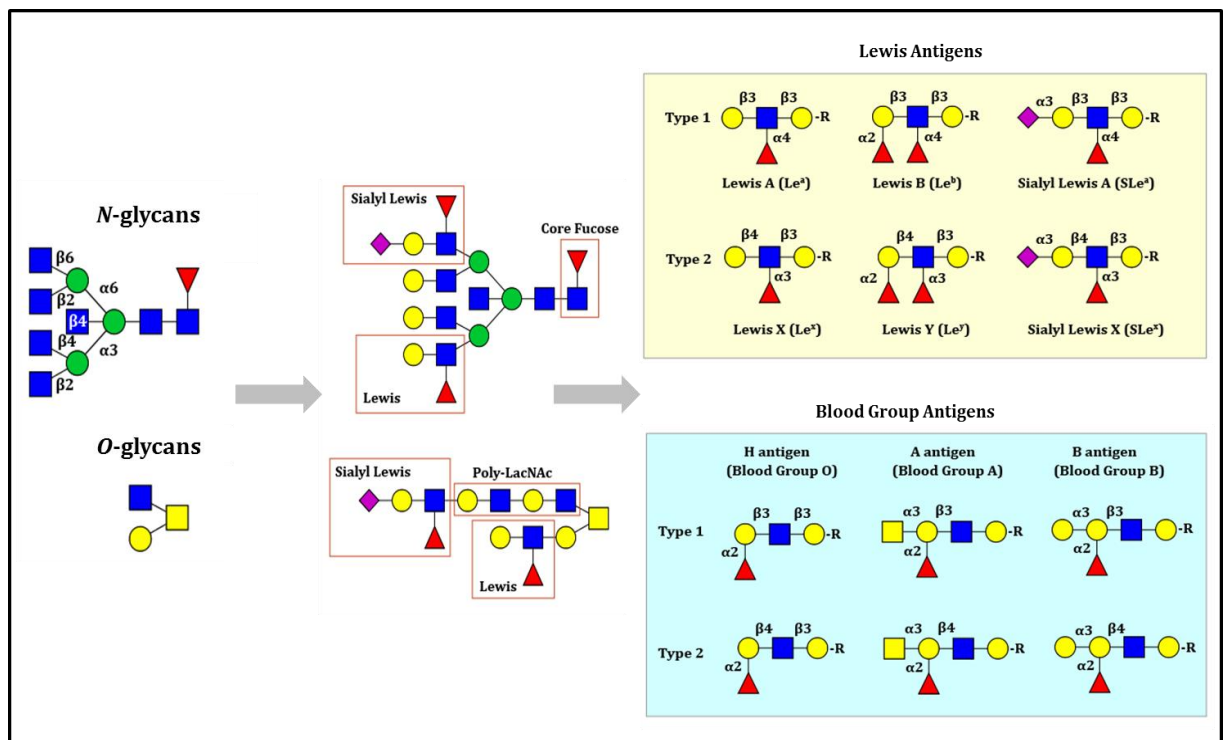 N-glycans
β6
β2
α6
β4
β4
α3
β2
O-glycans
Sialyl Lewis
Core Fucose
Lewis
Sialyl Lewis
Poly-LacNAc
Lewis
Lewis Antigens
Type 1
β3 β3
-R
α4
Lewis A (Leᵃ)
β3 β3
-R
α2 α4
Lewis B (Leᵇ)
α3 β3 β3
-R
α4
Sialyl Lewis A (SLeᵃ)
Type 2
β4 β3
-R
α3
Lewis X (Leˣ)
β4 β3
-R
α2 α3
Lewis Y (Leʸ)
α3 β4 β3
-R
α3
Sialyl Lewis X (SLeˣ)
Blood Group Antigens
H antigen
(Blood Group O)
A antigen
(Blood Group A)
B antigen
(Blood Group B)
Type 1
β3 β3
-R
α2
α3 β3
-R
α2
α3 β3
-R
α2
Type 2
β4 β3
-R
α2
α3 β4
-R
α2
α3 β4
-R
α2